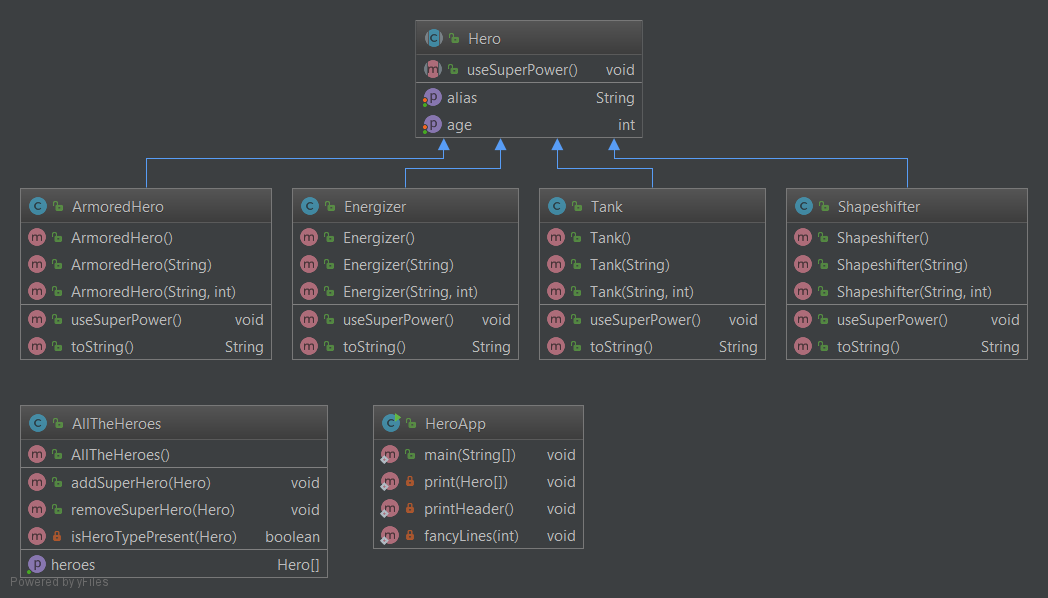 Hero
useSuperPower() void
alias String
age int
ArmoredHero
ArmoredHero()
ArmoredHero(String)
ArmoredHero(String, int)
useSuperPower() void
toString() String
Energizer
Energizer()
Energizer(String)
Energizer(String, int)
useSuperPower() void
toString() String
Tank
Tank()
Tank(String)
Tank(String, int)
useSuperPower() void
toString() String
Shapeshifter
Shapeshifter()
Shapeshifter(String)
Shapeshifter(String, int)
useSuperPower() void
toString() String
AllTheHeroes
AllTheHeroes()
addSuperHero(Hero) void
removeSuperHero(Hero) void
isHeroTypePresent(Hero) boolean
heroes Hero[]
HeroApp
main(String[]) void
print(Hero[]) void
printHeader() void
fancyLines(int) void
Powered by yFiles